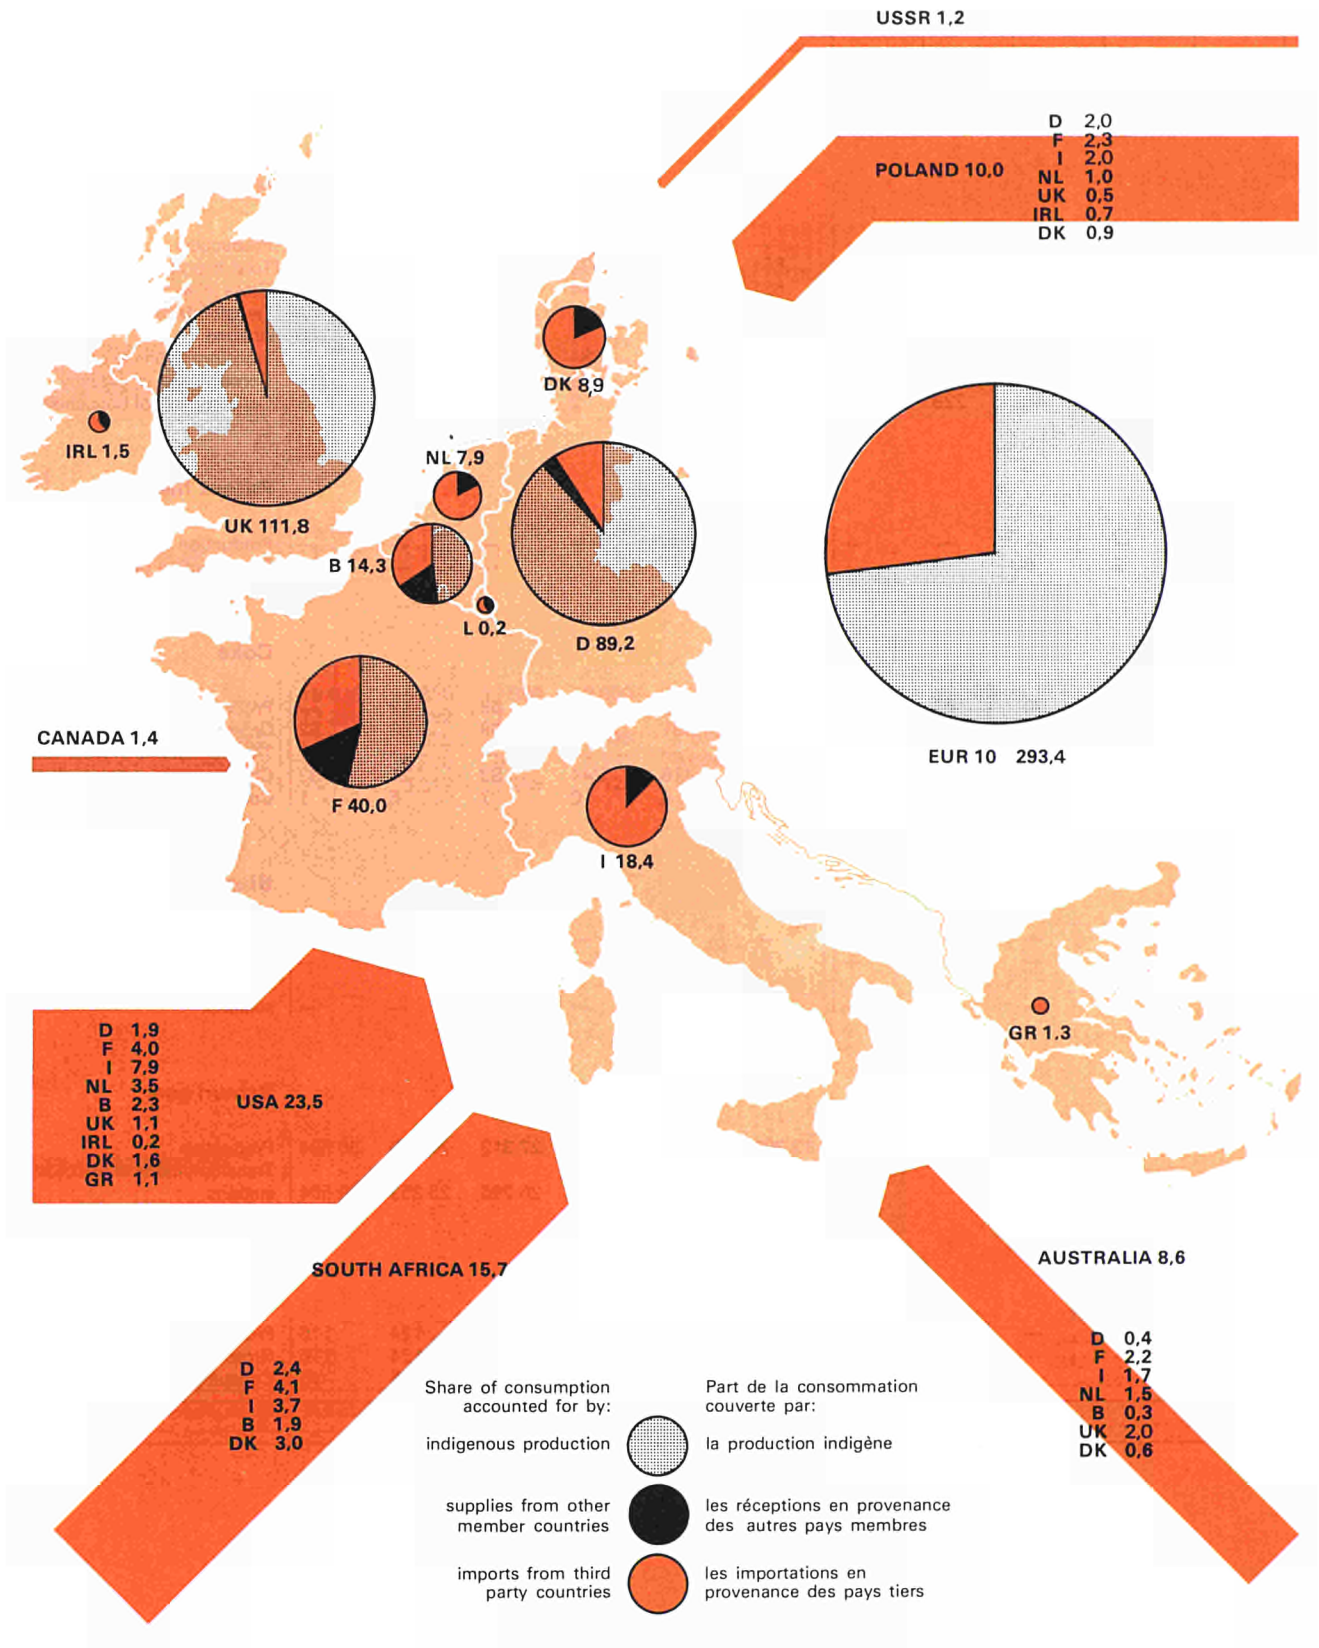 USSR 1,2
D 2,0
F 2,3
I 2,0
NL 1,0
UK 0,5
IRL 0,7
DK 0,9
POLAND 10,0
DK 8,9
IRL 1,5
NL 7,9
UK 111,8
B 14,3
L 0,2
D 89,2
CANADA 1,4
EUR 10 293,4
F 40,0
I 18,4
GR 1,3
D 1,9
F 4,0
I 7,9
NL 3,5
B 2,3
UK 1,1
IRL 0,2
DK 1,6
GR 1,1
USA 23,5
SOUTH AFRICA 15,7
D 2,4
F 4,1
I 3,7
B 1,9
DK 3,0
AUSTRALIA 8,6
D 0,4
F 2,2
I 1,7
NL 1,5
B 0,3
UK 2,0
DK 0,6
Share of consumption
accounted for by:
Part de la consommation
couverte par:
indigenous production
la production indigène
supplies from other
member countries
les réceptions en provenance
des autres pays membres
imports from third
party countries
les importations en
provenance des pays tiers